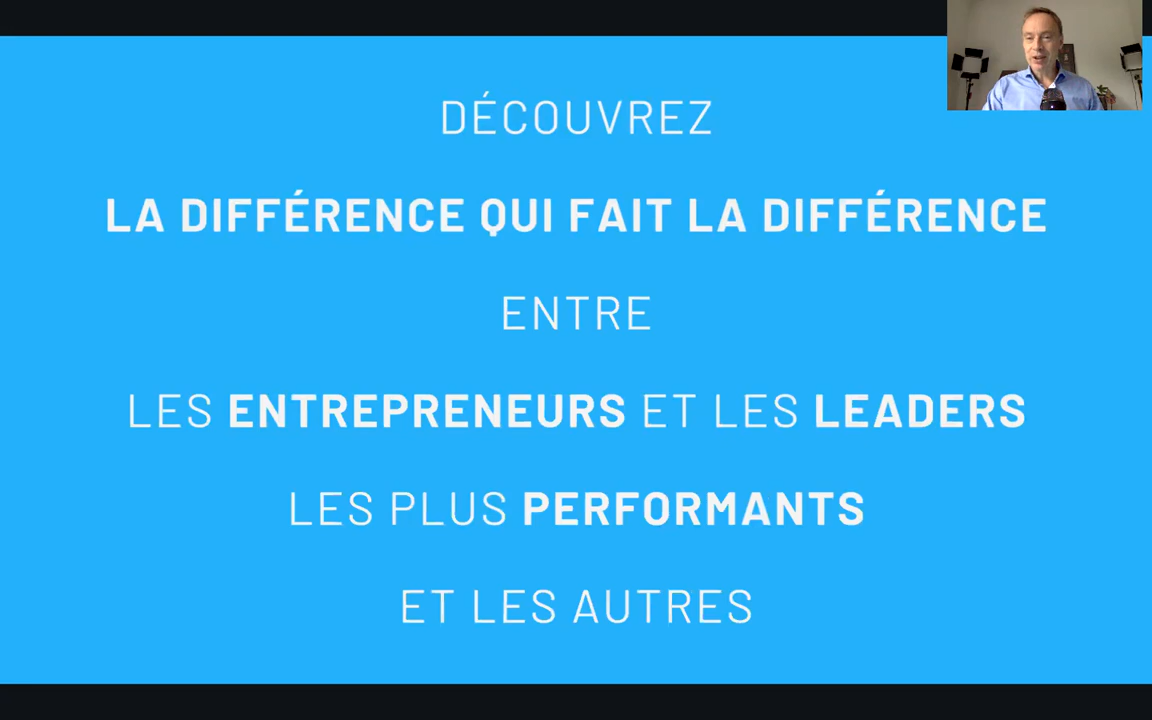 DÉCOUVREZ
LA DIFFÉRENCE QUI FAIT LA DIFFÉRENCE
ENTRE
LES ENTREPRENEURS ET LES LEADERS
LES PLUS PERFORMANTS
ET LES AUTRES